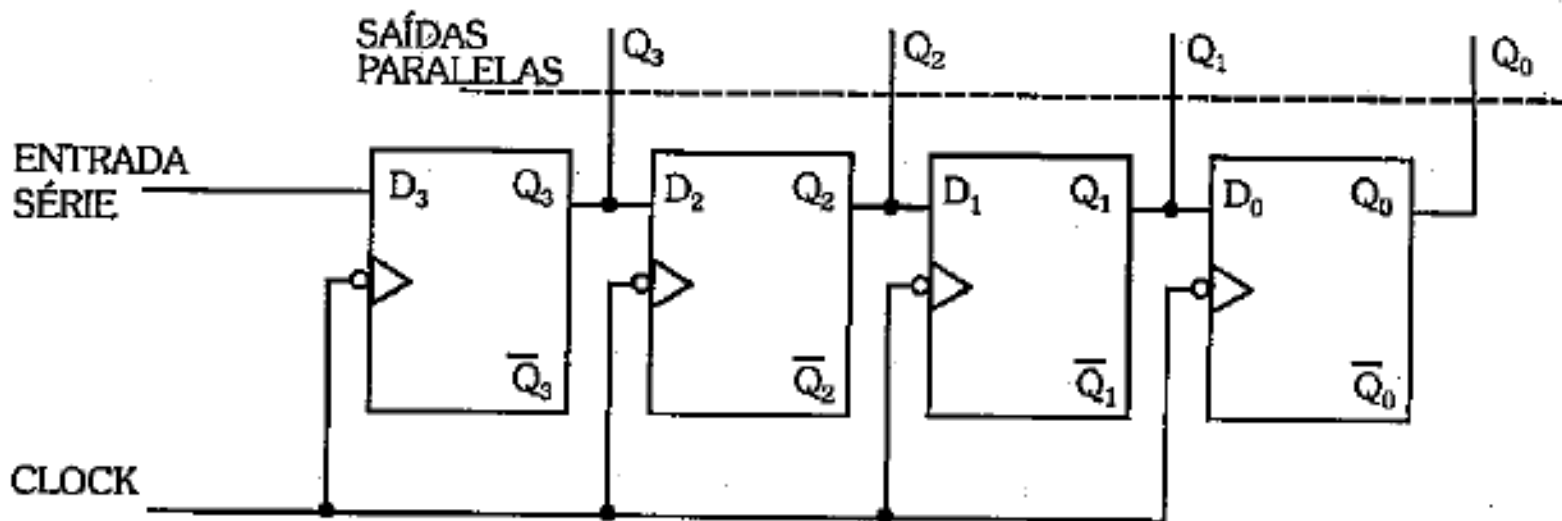 SAÍDAS
PARALELAS
Q₃ Q₂ Q₁ Q₀
ENTRADA
SÉRIE
D₃ Q₃ D₂ Q₂ D₁ Q₁ D₀ Q₀
Q̅₃ Q̅₂ Q̅₁ Q̅₀
CLOCK